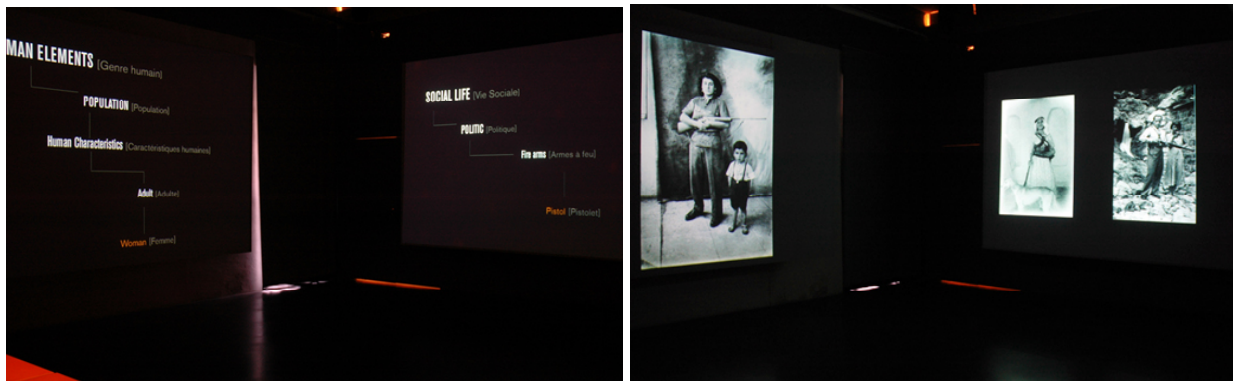 MAN ELEMENTS [Genre humain]
POPULATION [Population]
Human Characteristics [Caractéristiques humaines]
Adult [Adulte]
Woman [Femme]
SOCIAL LIFE [Vie Sociale]
POLITIC [Politique]
Fire arms [Armes à feu]
Pistol [Pistolet]